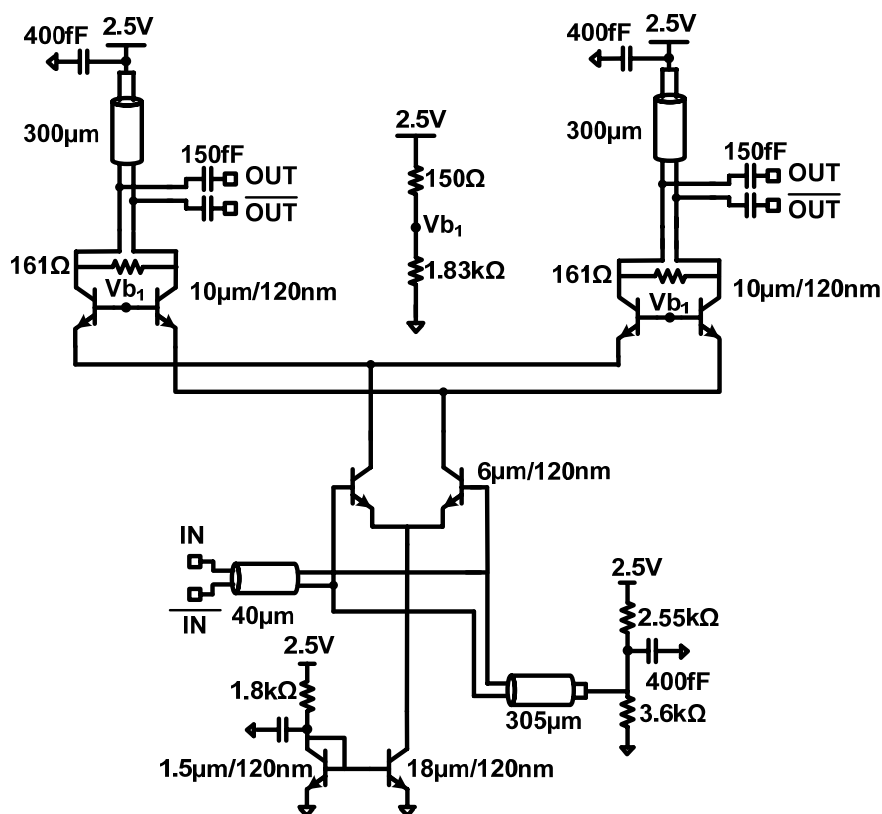 2.5V
400fF
300µm
150fF
OUT
OUT
161Ω
Vb₁
10µm/120nm
2.5V
150Ω
Vb₁
1.83kΩ
2.5V
400fF
300µm
150fF
OUT
OUT
161Ω
Vb₁
10µm/120nm
6µm/120nm
IN
IN
40µm
2.5V
1.8kΩ
1.5µm/120nm
18µm/120nm
305µm
2.5V
2.55kΩ
400fF
3.6kΩ